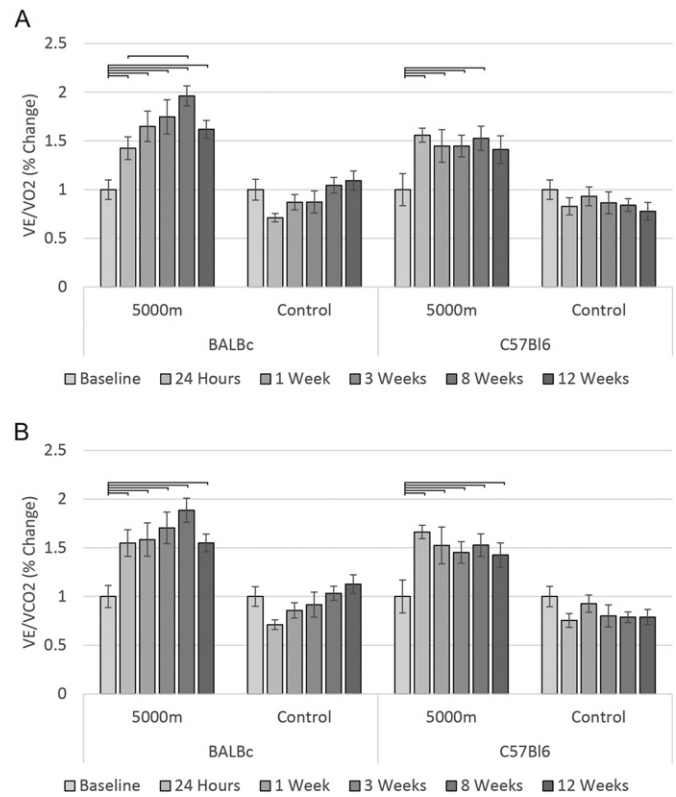 A
2.5
2
1.5
1
0.5
0
VE/VO2 (% Change)
5000m Control 5000m Control
BALBc C57Bl6
Baseline 24 Hours 1 Week 3 Weeks 8 Weeks 12 Weeks
B
2.5
2
1.5
1
0.5
0
VE/VCO2 (% Change)
5000m Control 5000m Control
BALBc C57Bl6
Baseline 24 Hours 1 Week 3 Weeks 8 Weeks 12 Weeks